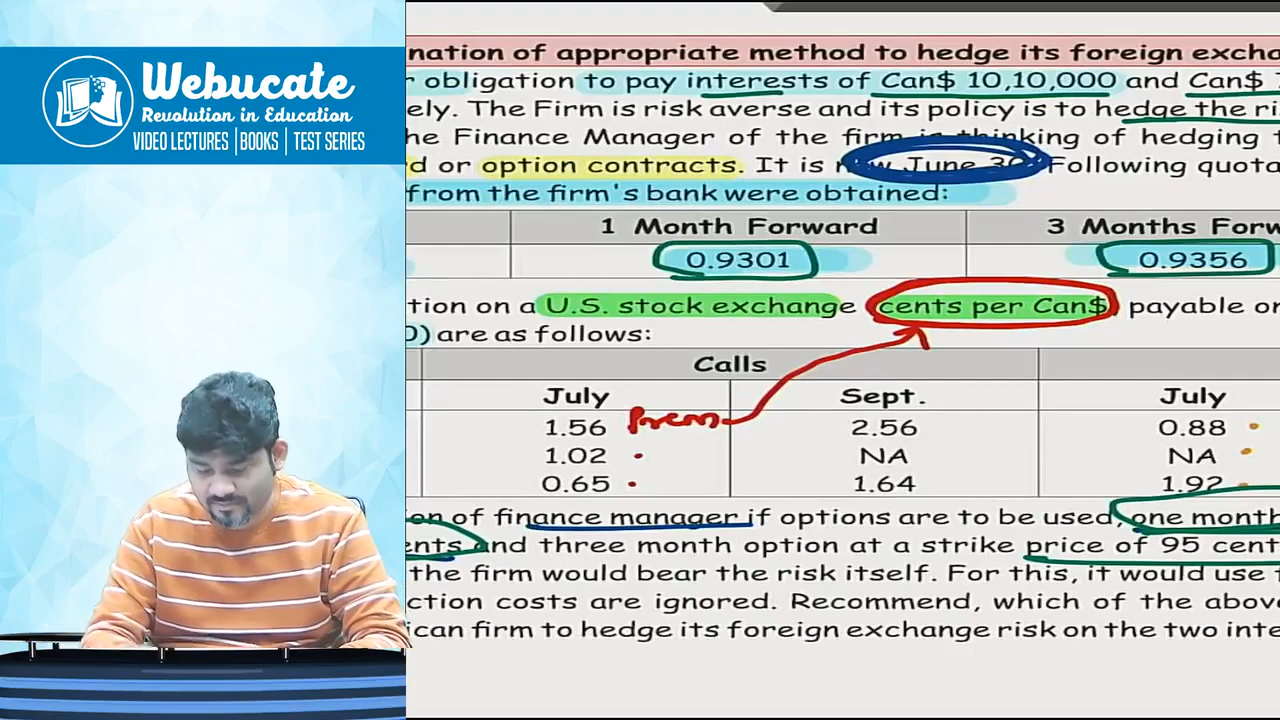 Webucate
Revolution in Education
VIDEO LECTURES | BOOKS | TEST SERIES
nation of appropriate method to hedge its foreign excha
r obligation to pay interests of Can$ 10,10,000 and Can$
ely. The Firm is risk averse and its policy is to hedge the ri
he Finance Manager of the firm is thinking of hedging
d or option contracts. It is now June 30. Following quota
from the firm's bank were obtained:
1 Month Forward 3 Months Forw
0.9301 0.9356
tion on a U.S. stock exchange (cents per Can$) payable on
0) are as follows:
Calls
July Sept. July
1.56 Prem 2.56 0.88
1.02 NA NA
0.65 1.64 1.92
on of finance manager if options are to be used, one month
ents and three month option at a strike price of 95 cent
the firm would bear the risk itself. For this, it would use
ction costs are ignored. Recommend, which of the above
ican firm to hedge its foreign exchange risk on the two inte